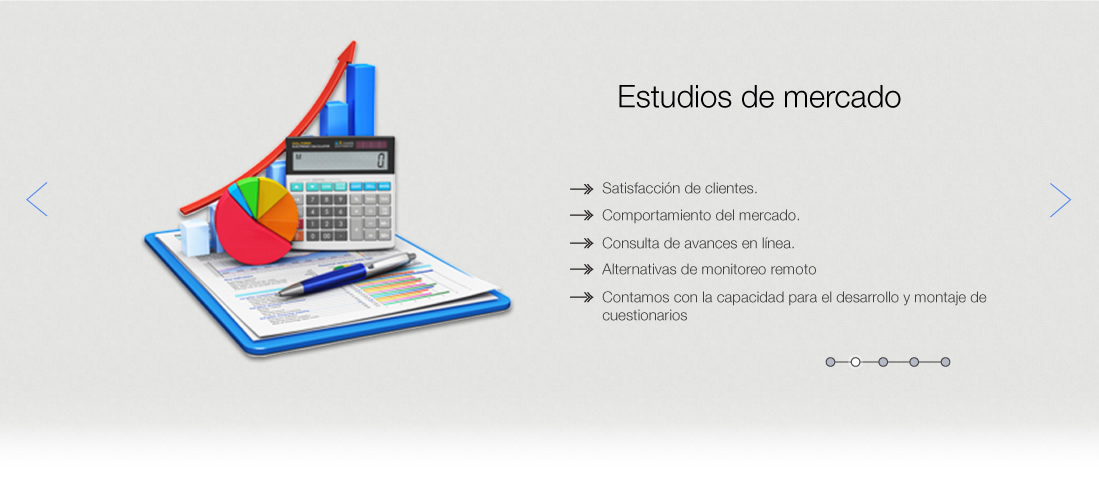 Estudios de mercado
M 0
Satisfacción de clientes.
Comportamiento del mercado.
Consulta de avances en línea.
Alternativas de monitoreo remoto
Contamos con la capacidad para el desarrollo y montaje de
cuestionarios